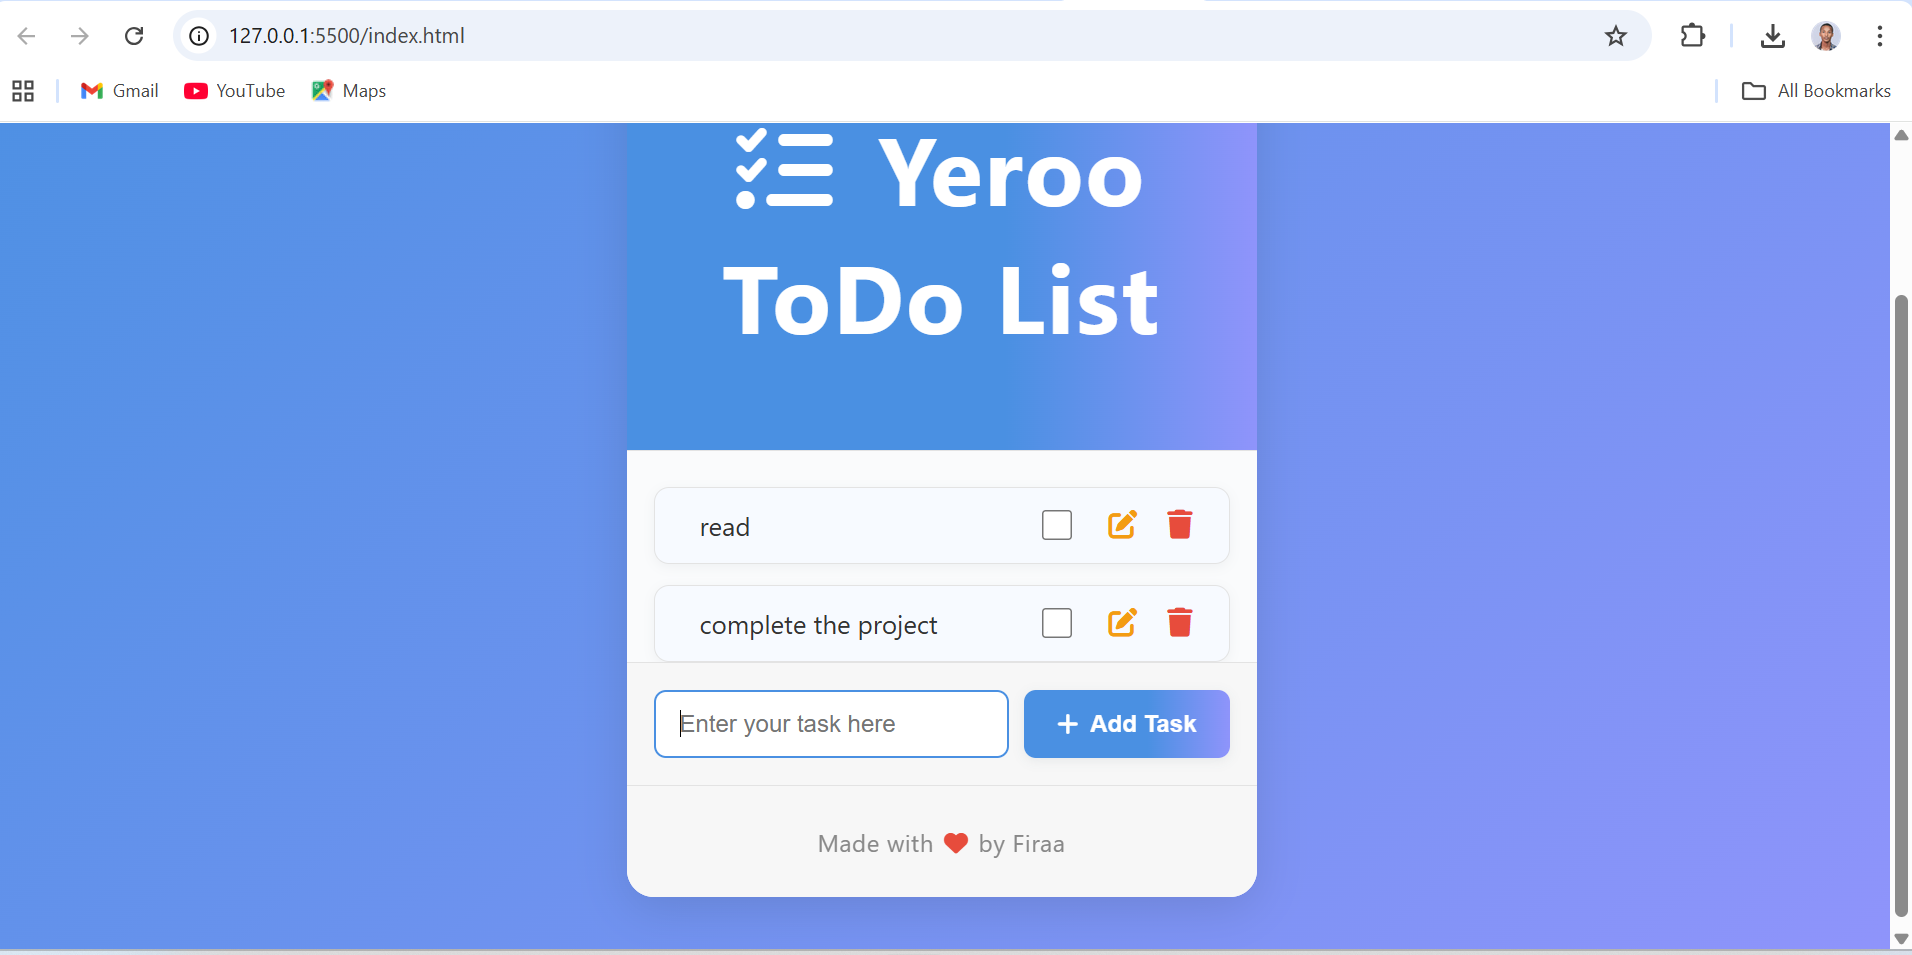 127.0.0.1:5500/index.html
Gmail YouTube Maps All Bookmarks
Yeroo
ToDo List
read
complete the project
Enter your task here Add Task
Made with by Firaa